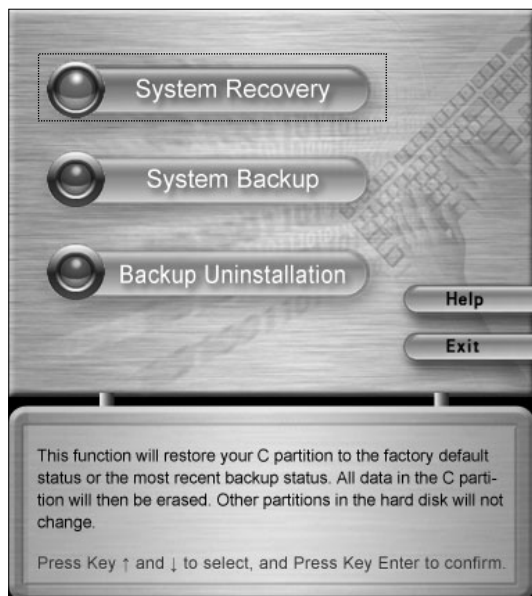 System Recovery
System Backup
Backup Uninstallation
Help
Exit
This function will restore your C partition to the factory default
status or the most recent backup status. All data in the C parti-
tion will then be erased. Other partitions in the hard disk will not
change.
Press Key ↑ and ↓ to select, and Press Key Enter to confirm.